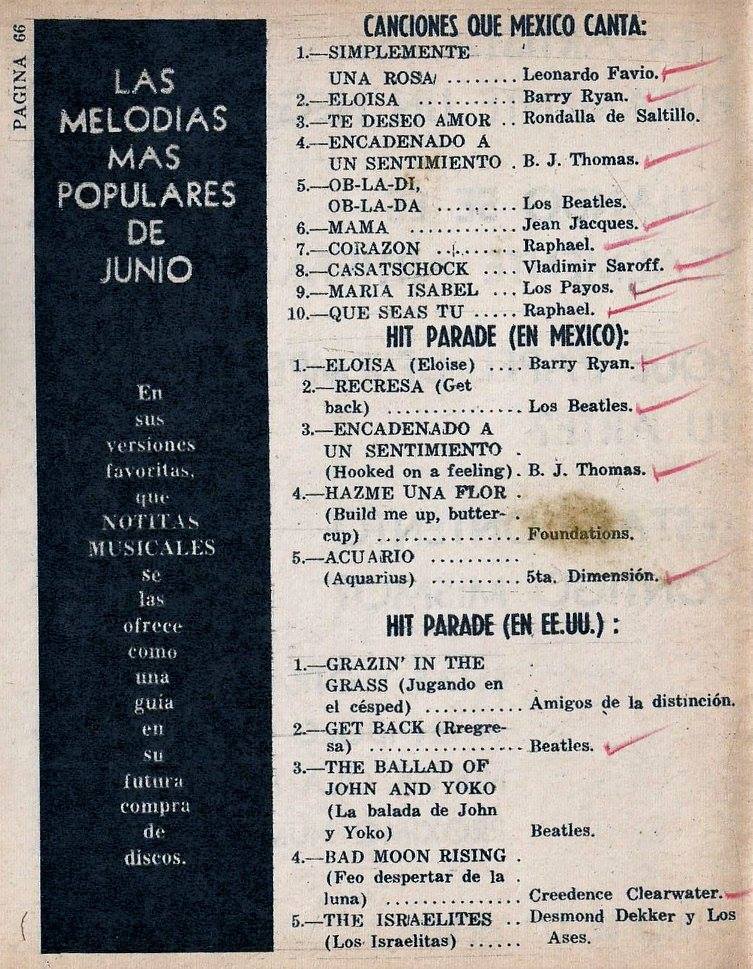 PAGINA 66
LAS
MELODIAS
MAS
POPULARES
DE
JUNIO
En
sus
versiones
favoritas,
que
NOTITAS
MUSICALES
se
las
ofrece
como
una
guía
en
su
futura
compra
de
discos.
CANCIONES QUE MEXICO CANTA:
1.—SIMPLEMENTE
UNA ROSA ....... Leonardo Favio.
2.—ELOISA .......... Barry Ryan.
3.—TE DESEO AMOR .. Rondalla de Saltillo.
4.—ENCADENADO A
UN SENTIMIENTO . B. J. Thomas.
5.—OB-LA-DI,
OB-LA-DA ........ Los Beatles.
6.—MAMA ........... Jean Jacques.
7.—CORAZON ........ Raphael.
8.—CASATSCHOCK .... Vladimir Saroff.
9.—MARIA ISABEL ... Los Payos.
10.—QUE SEAS TU ..... Raphael.
HIT PARADE (EN MEXICO):
1.—ELOISA (Eloise) .... Barry Ryan.
2.—RECRESA (Get
back) .............. Los Beatles.
3.—ENCADENADO A
UN SENTIMIENTO .
(Hooked on a feeling). B. J. Thomas.
4.—HAZME UNA FLOR .
(Build me up, butter- .
cup) ............... Foundations.
5.—ACUARIO ..........
(Aquarius) .......... 5ta. Dimensión.
HIT PARADE (EN EE.UU.) :
1.—GRAZIN' IN THE
GRASS (Jugando en
el césped) .......... Amigos de la distinción.
2.—GET BACK (Rregre-
sa) ................ Beatles.
3.—THE BALLAD OF
JOHN AND YOKO
(La balada de John
y Yoko) Beatles.
4.—BAD MOON RISING .
(Feo despertar de la .
luna) .............. Creedence Clearwater.
5.—THE ISRAELITES .. Desmond Dekker y Los
(Los Israelitas) ...... Ases.